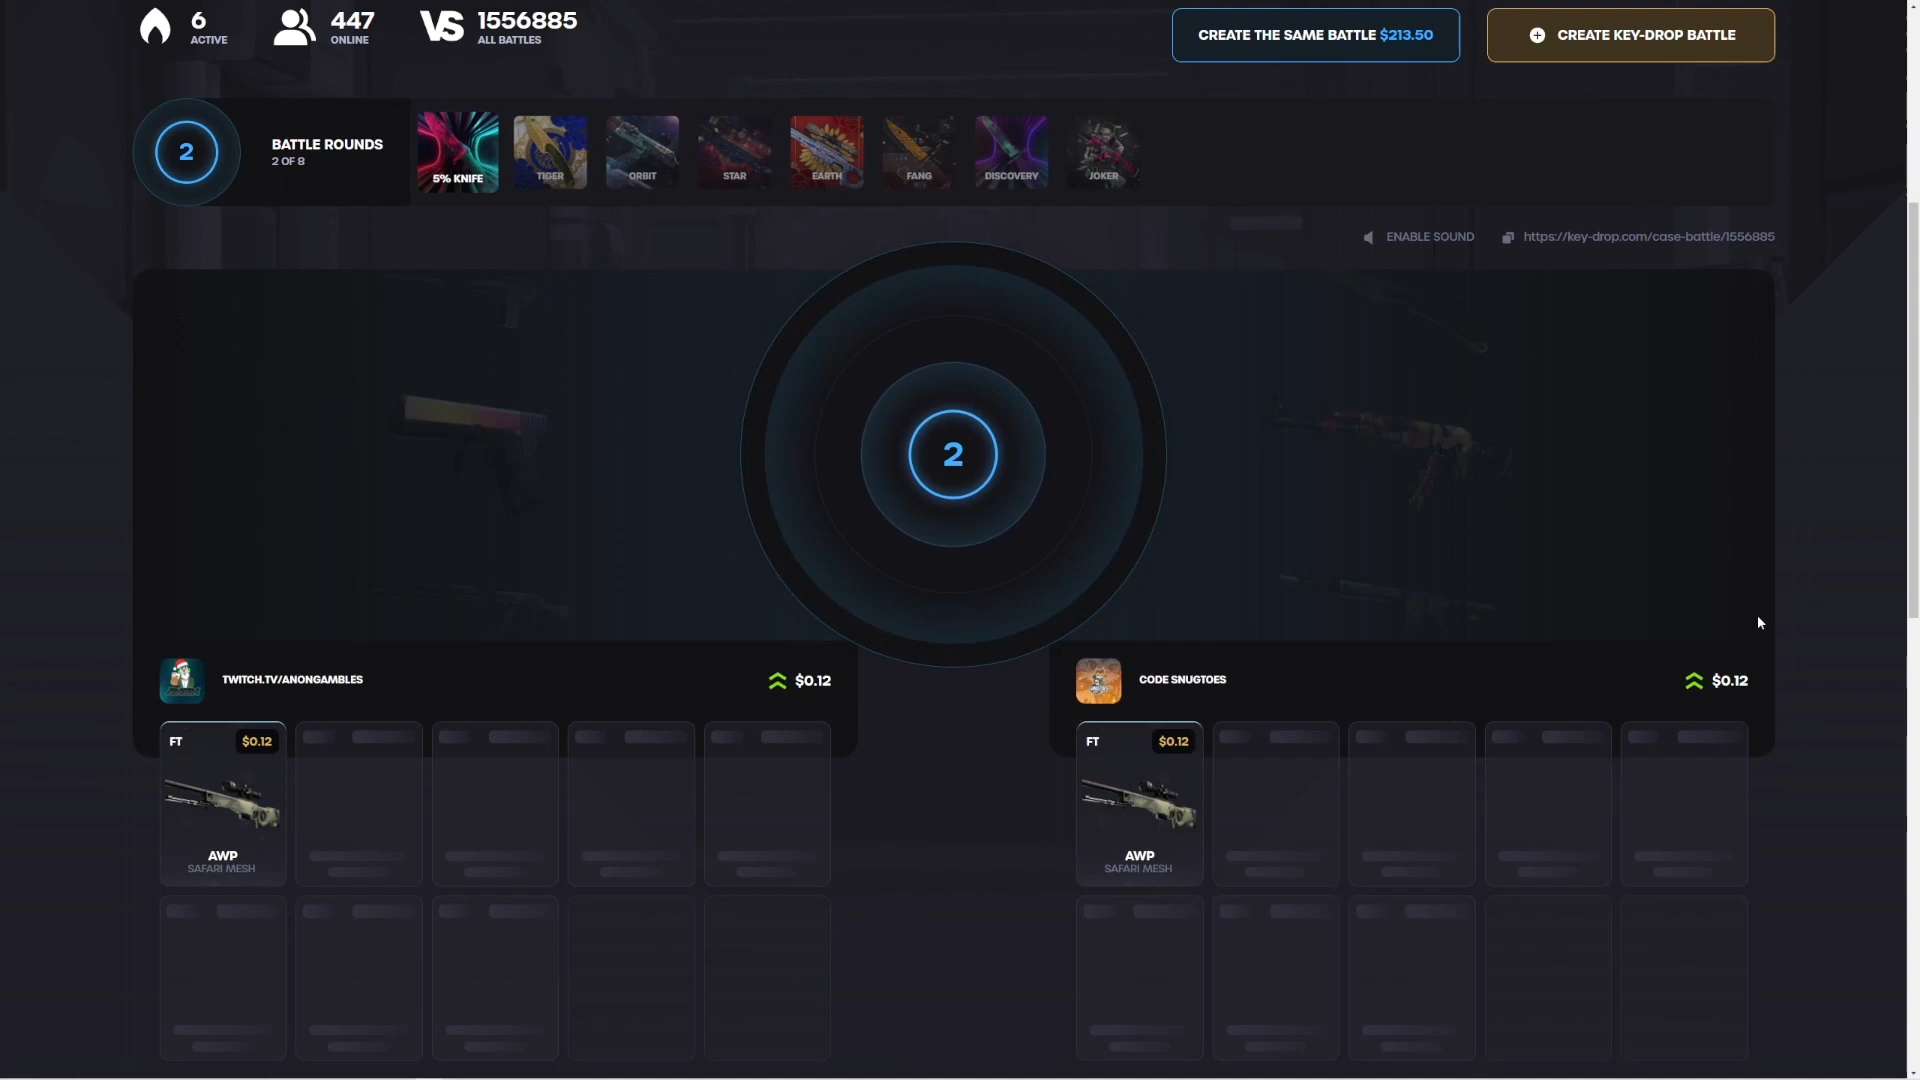 6
ACTIVE
447
ONLINE
VS
1556885
ALL BATTLES
CREATE THE SAME BATTLE $213.50
CREATE KEY-DROP BATTLE
2
BATTLE ROUNDS
2 OF 8
5% KNIFE
TIGER
ORBIT
STAR
EARTH
FANG
DISCOVERY
JOKER
ENABLE SOUND
https://key-drop.com/case-battle/1556885
2
TWITCH.TV/ANONGAMBLES
$0.12
CODE SNUGTOES
$0.12
FT
$0.12
AWP
SAFARI MESH
FT
$0.12
AWP
SAFARI MESH